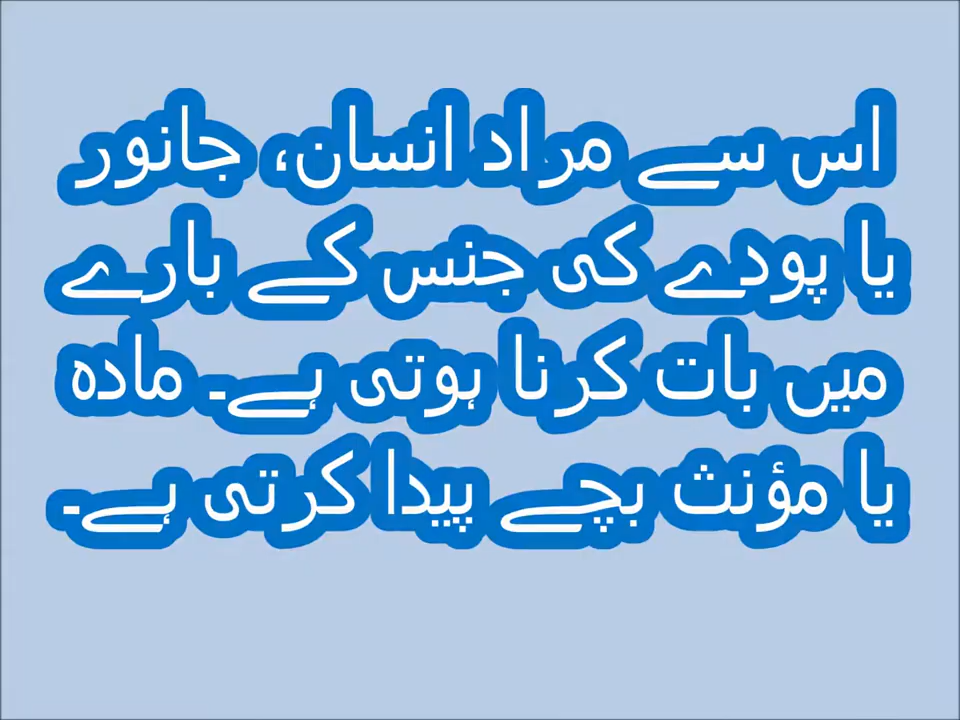 اس سے مراد انسان، جانور
یا پودے کی جنس کے بارے
میں بات کرنا ہوتی ہے۔ مادہ
یا مؤنث بچے پیدا کرتی ہے۔